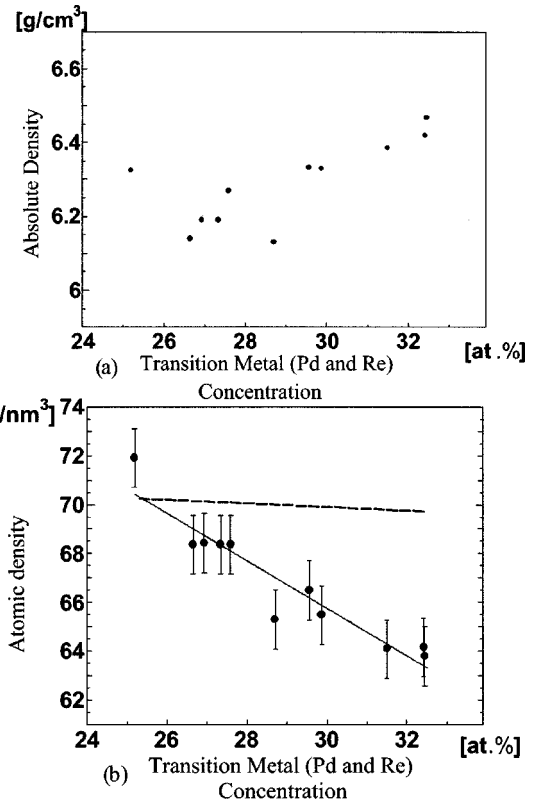 [g/cm³]
6.6
6.4
6.2
6
Absolute Density
24 26 28 30 32
[at .%]
(a) Transition Metal (Pd and Re)
Concentration
/nm³]
74
72
70
68
66
64
62
Atomic density
24 26 28 30 32
[at.%]
(b) Transition Metal (Pd and Re)
Concentration